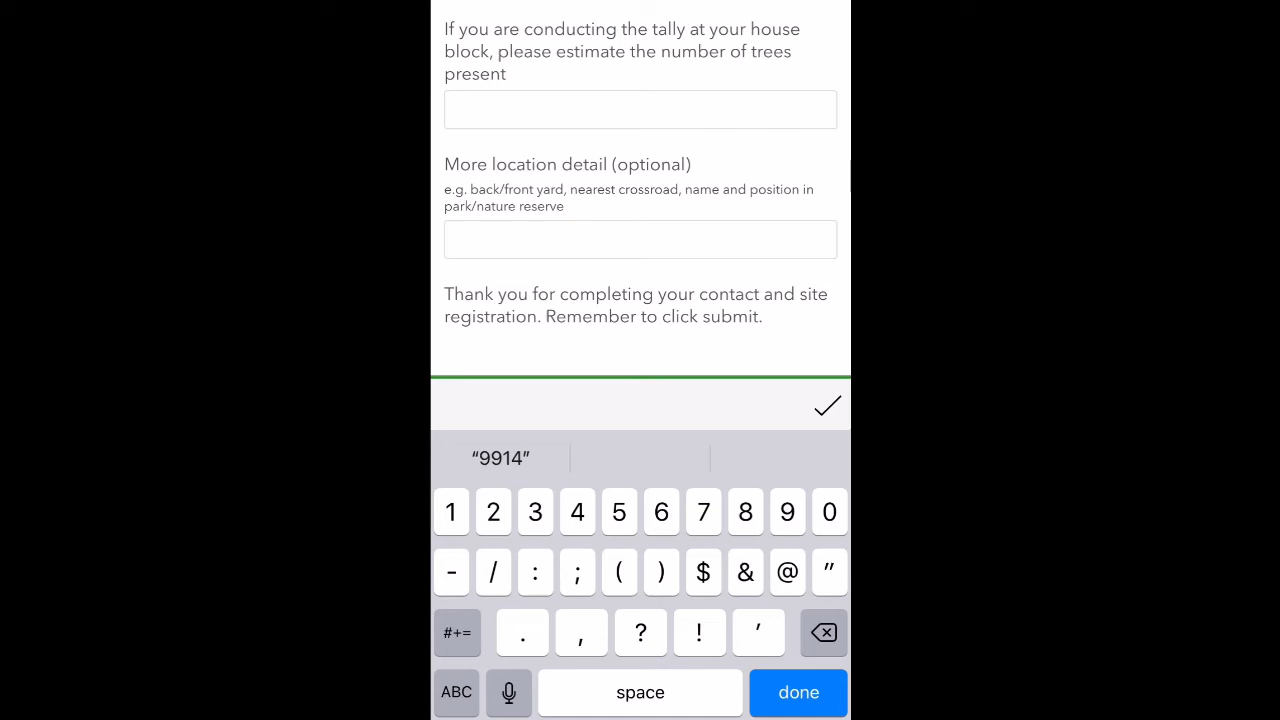 If you are conducting the tally at your house
block, please estimate the number of trees
present
More location detail (optional)
e.g. back/front yard, nearest crossroad, name and position in
park/nature reserve
Thank you for completing your contact and site
registration. Remember to click submit.
“9914”
1 2 3 4 5 6 7 8 9 0
- / : ; ( ) $ & @ "
#+= . , ? ! '
ABC space done